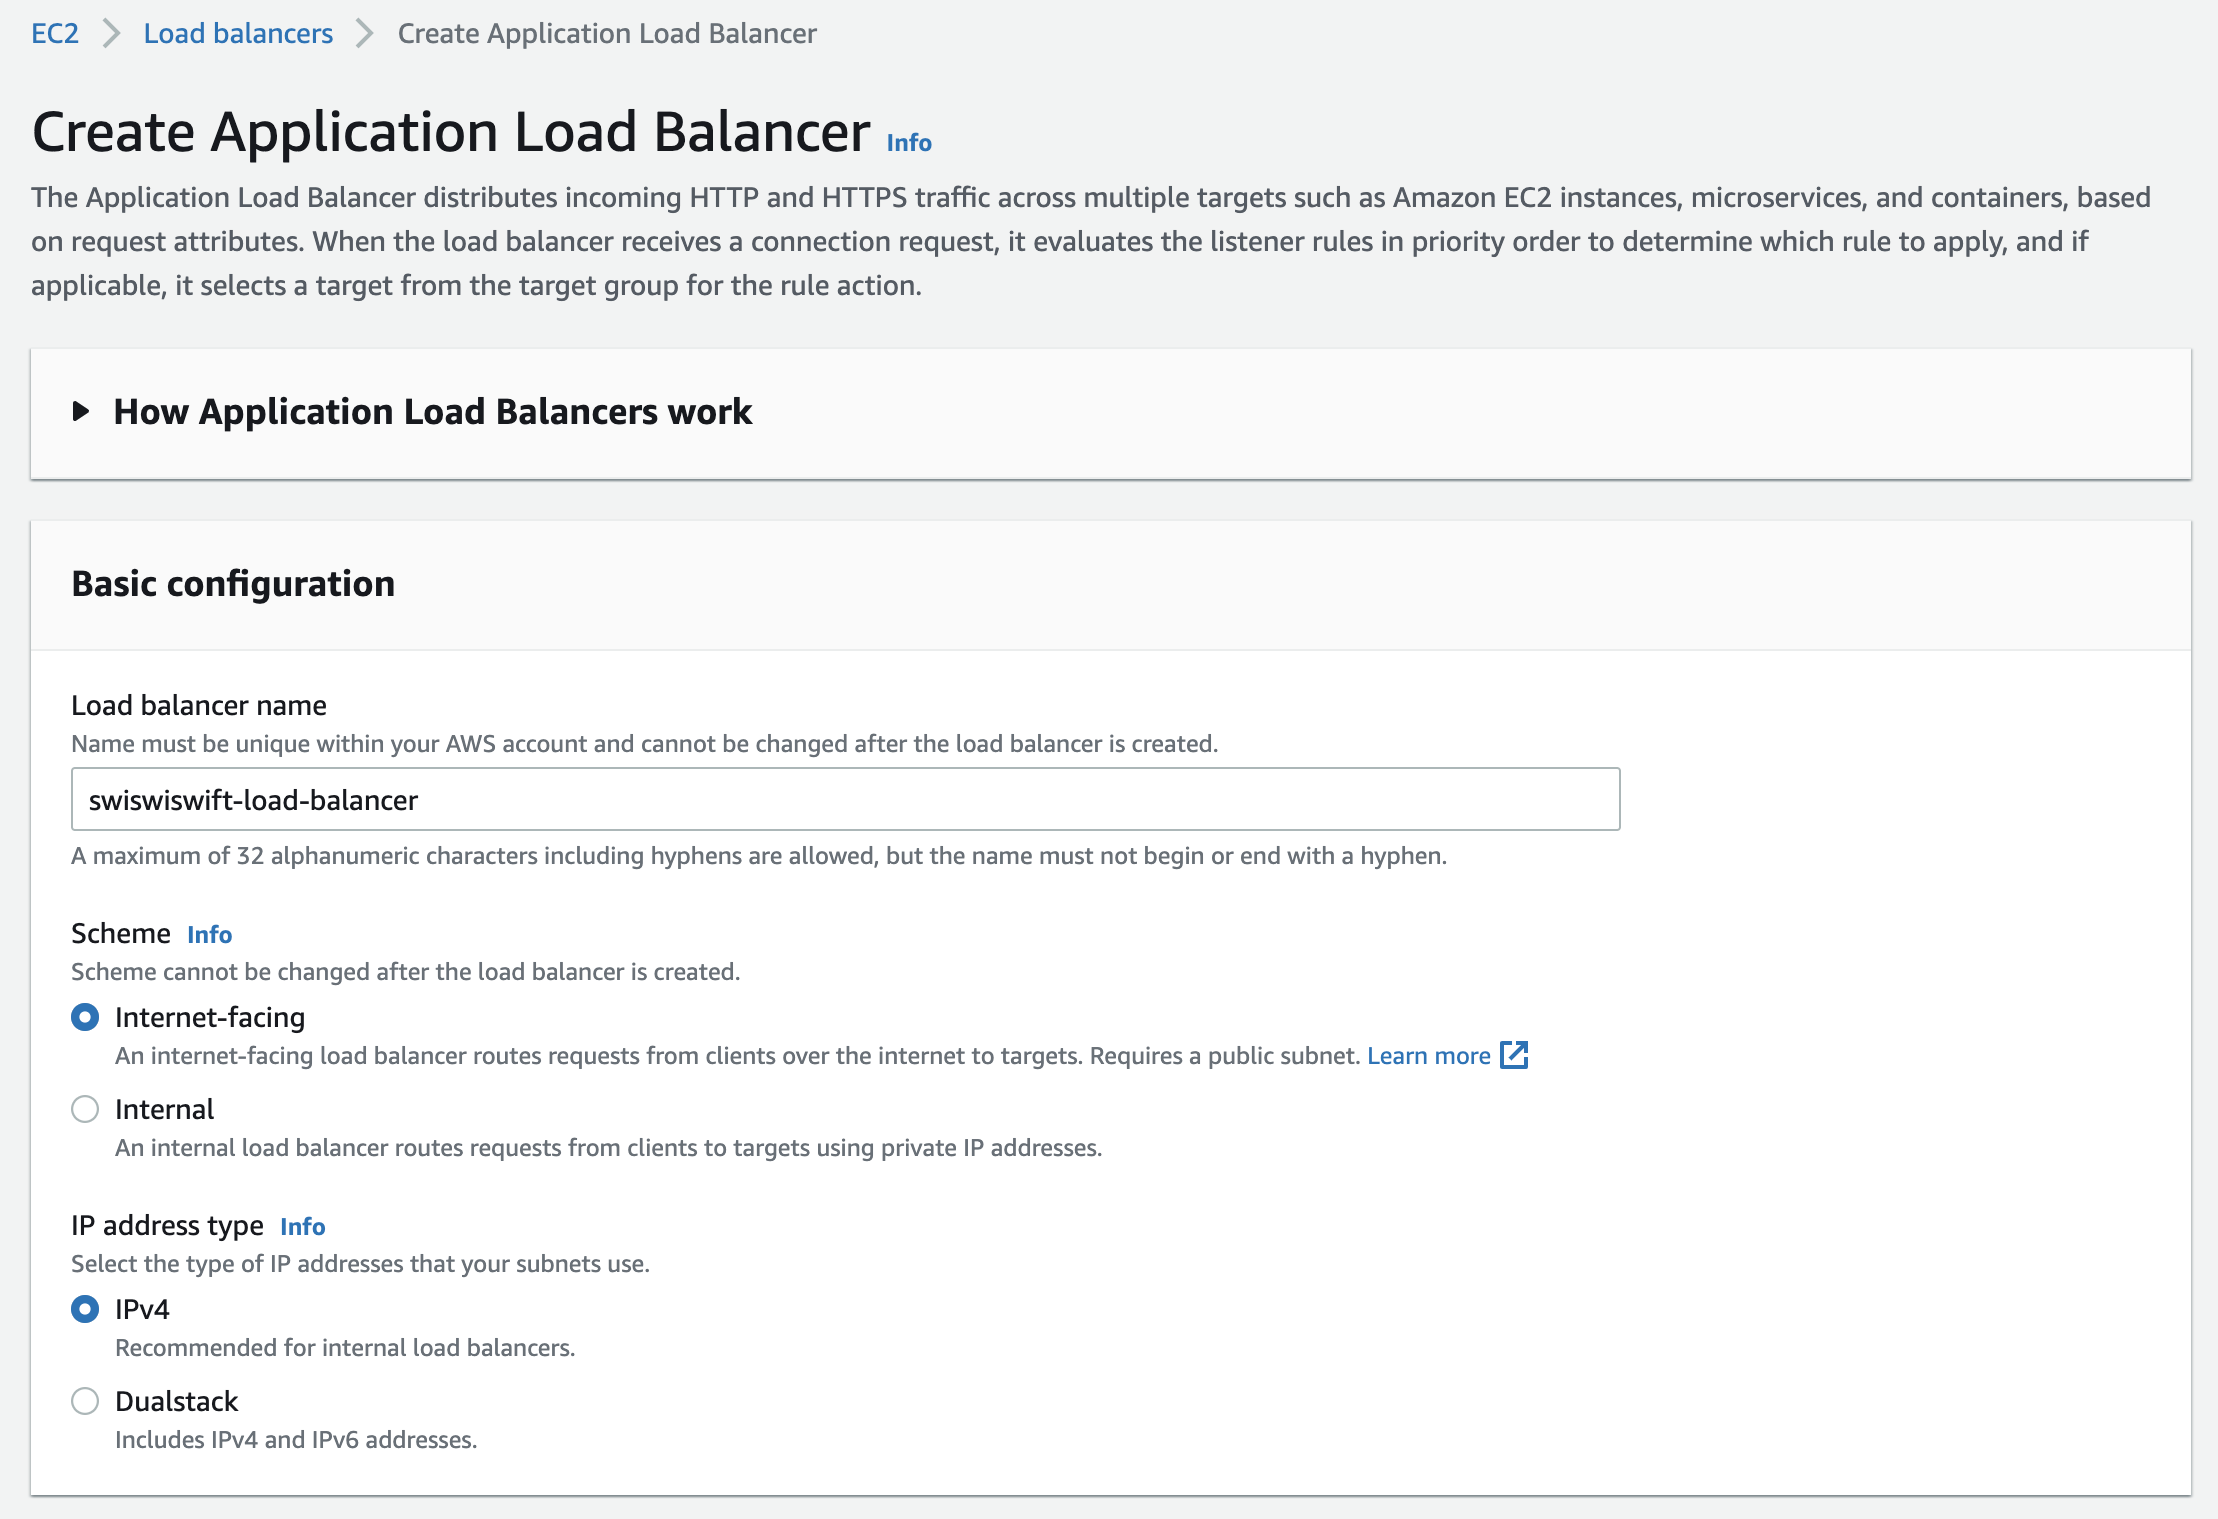 EC2 > Load balancers > Create Application Load Balancer
Create Application Load Balancer Info
The Application Load Balancer distributes incoming HTTP and HTTPS traffic across multiple targets such as Amazon EC2 instances, microservices, and containers, based
on request attributes. When the load balancer receives a connection request, it evaluates the listener rules in priority order to determine which rule to apply, and if
applicable, it selects a target from the target group for the rule action.
How Application Load Balancers work
Basic configuration
Load balancer name
Name must be unique within your AWS account and cannot be changed after the load balancer is created.
swiswiswift-load-balancer
A maximum of 32 alphanumeric characters including hyphens are allowed, but the name must not begin or end with a hyphen.
Scheme Info
Scheme cannot be changed after the load balancer is created.
Internet-facing
An internet-facing load balancer routes requests from clients over the internet to targets. Requires a public subnet. Learn more
Internal
An internal load balancer routes requests from clients to targets using private IP addresses.
IP address type Info
Select the type of IP addresses that your subnets use.
IPv4
Recommended for internal load balancers.
Dualstack
Includes IPv4 and IPv6 addresses.